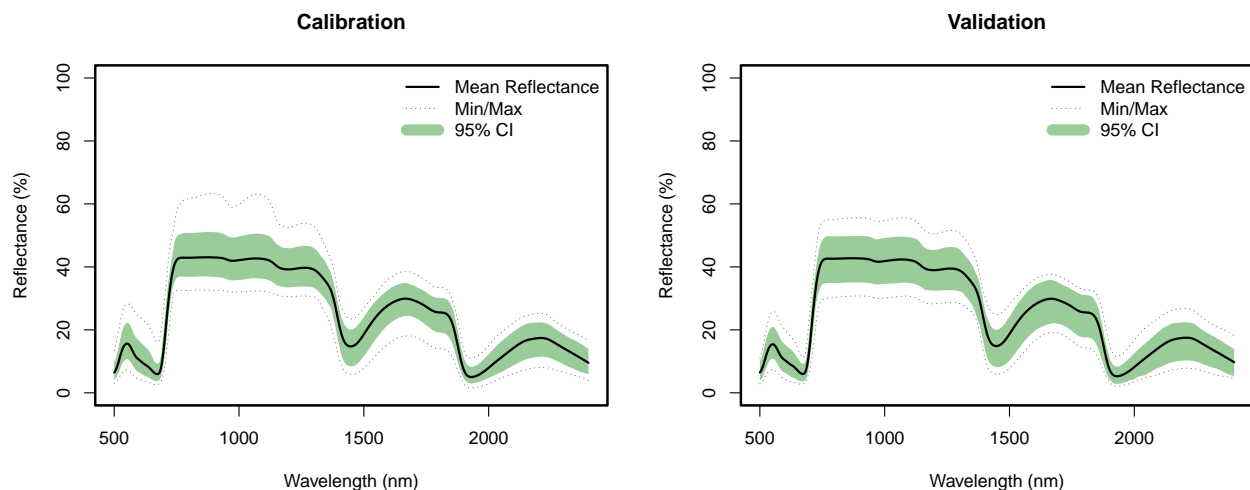 Calibration
Mean Reflectance
Min/Max
95% CI
Reflectance (%)
100
80
60
40
20
0
500
1000
1500
2000
Wavelength (nm)
Validation
Mean Reflectance
Min/Max
95% CI
Reflectance (%)
100
80
60
40
20
0
500
1000
1500
2000
Wavelength (nm)